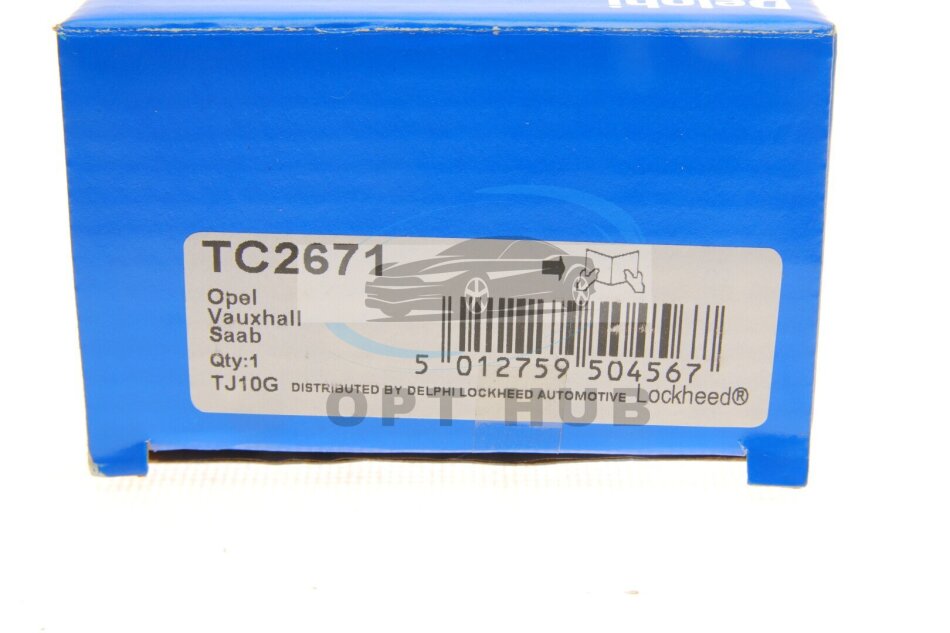 Delphi
TC2671
Opel
Vauxhall
Saab
Qty:1
5 012759 504567
TJ10G DISTRIBUTED BY DELPHI LOCKHEED AUTOMOTIVE Lockheed®
OPT HUB